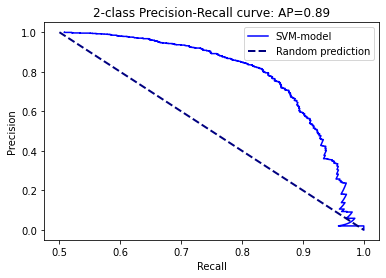 2-class Precision-Recall curve: AP=0.89
SVM-model
Random prediction
Precision
1.0
0.8
0.6
0.4
0.2
0.0
0.5
0.6
0.7
0.8
0.9
1.0
Recall